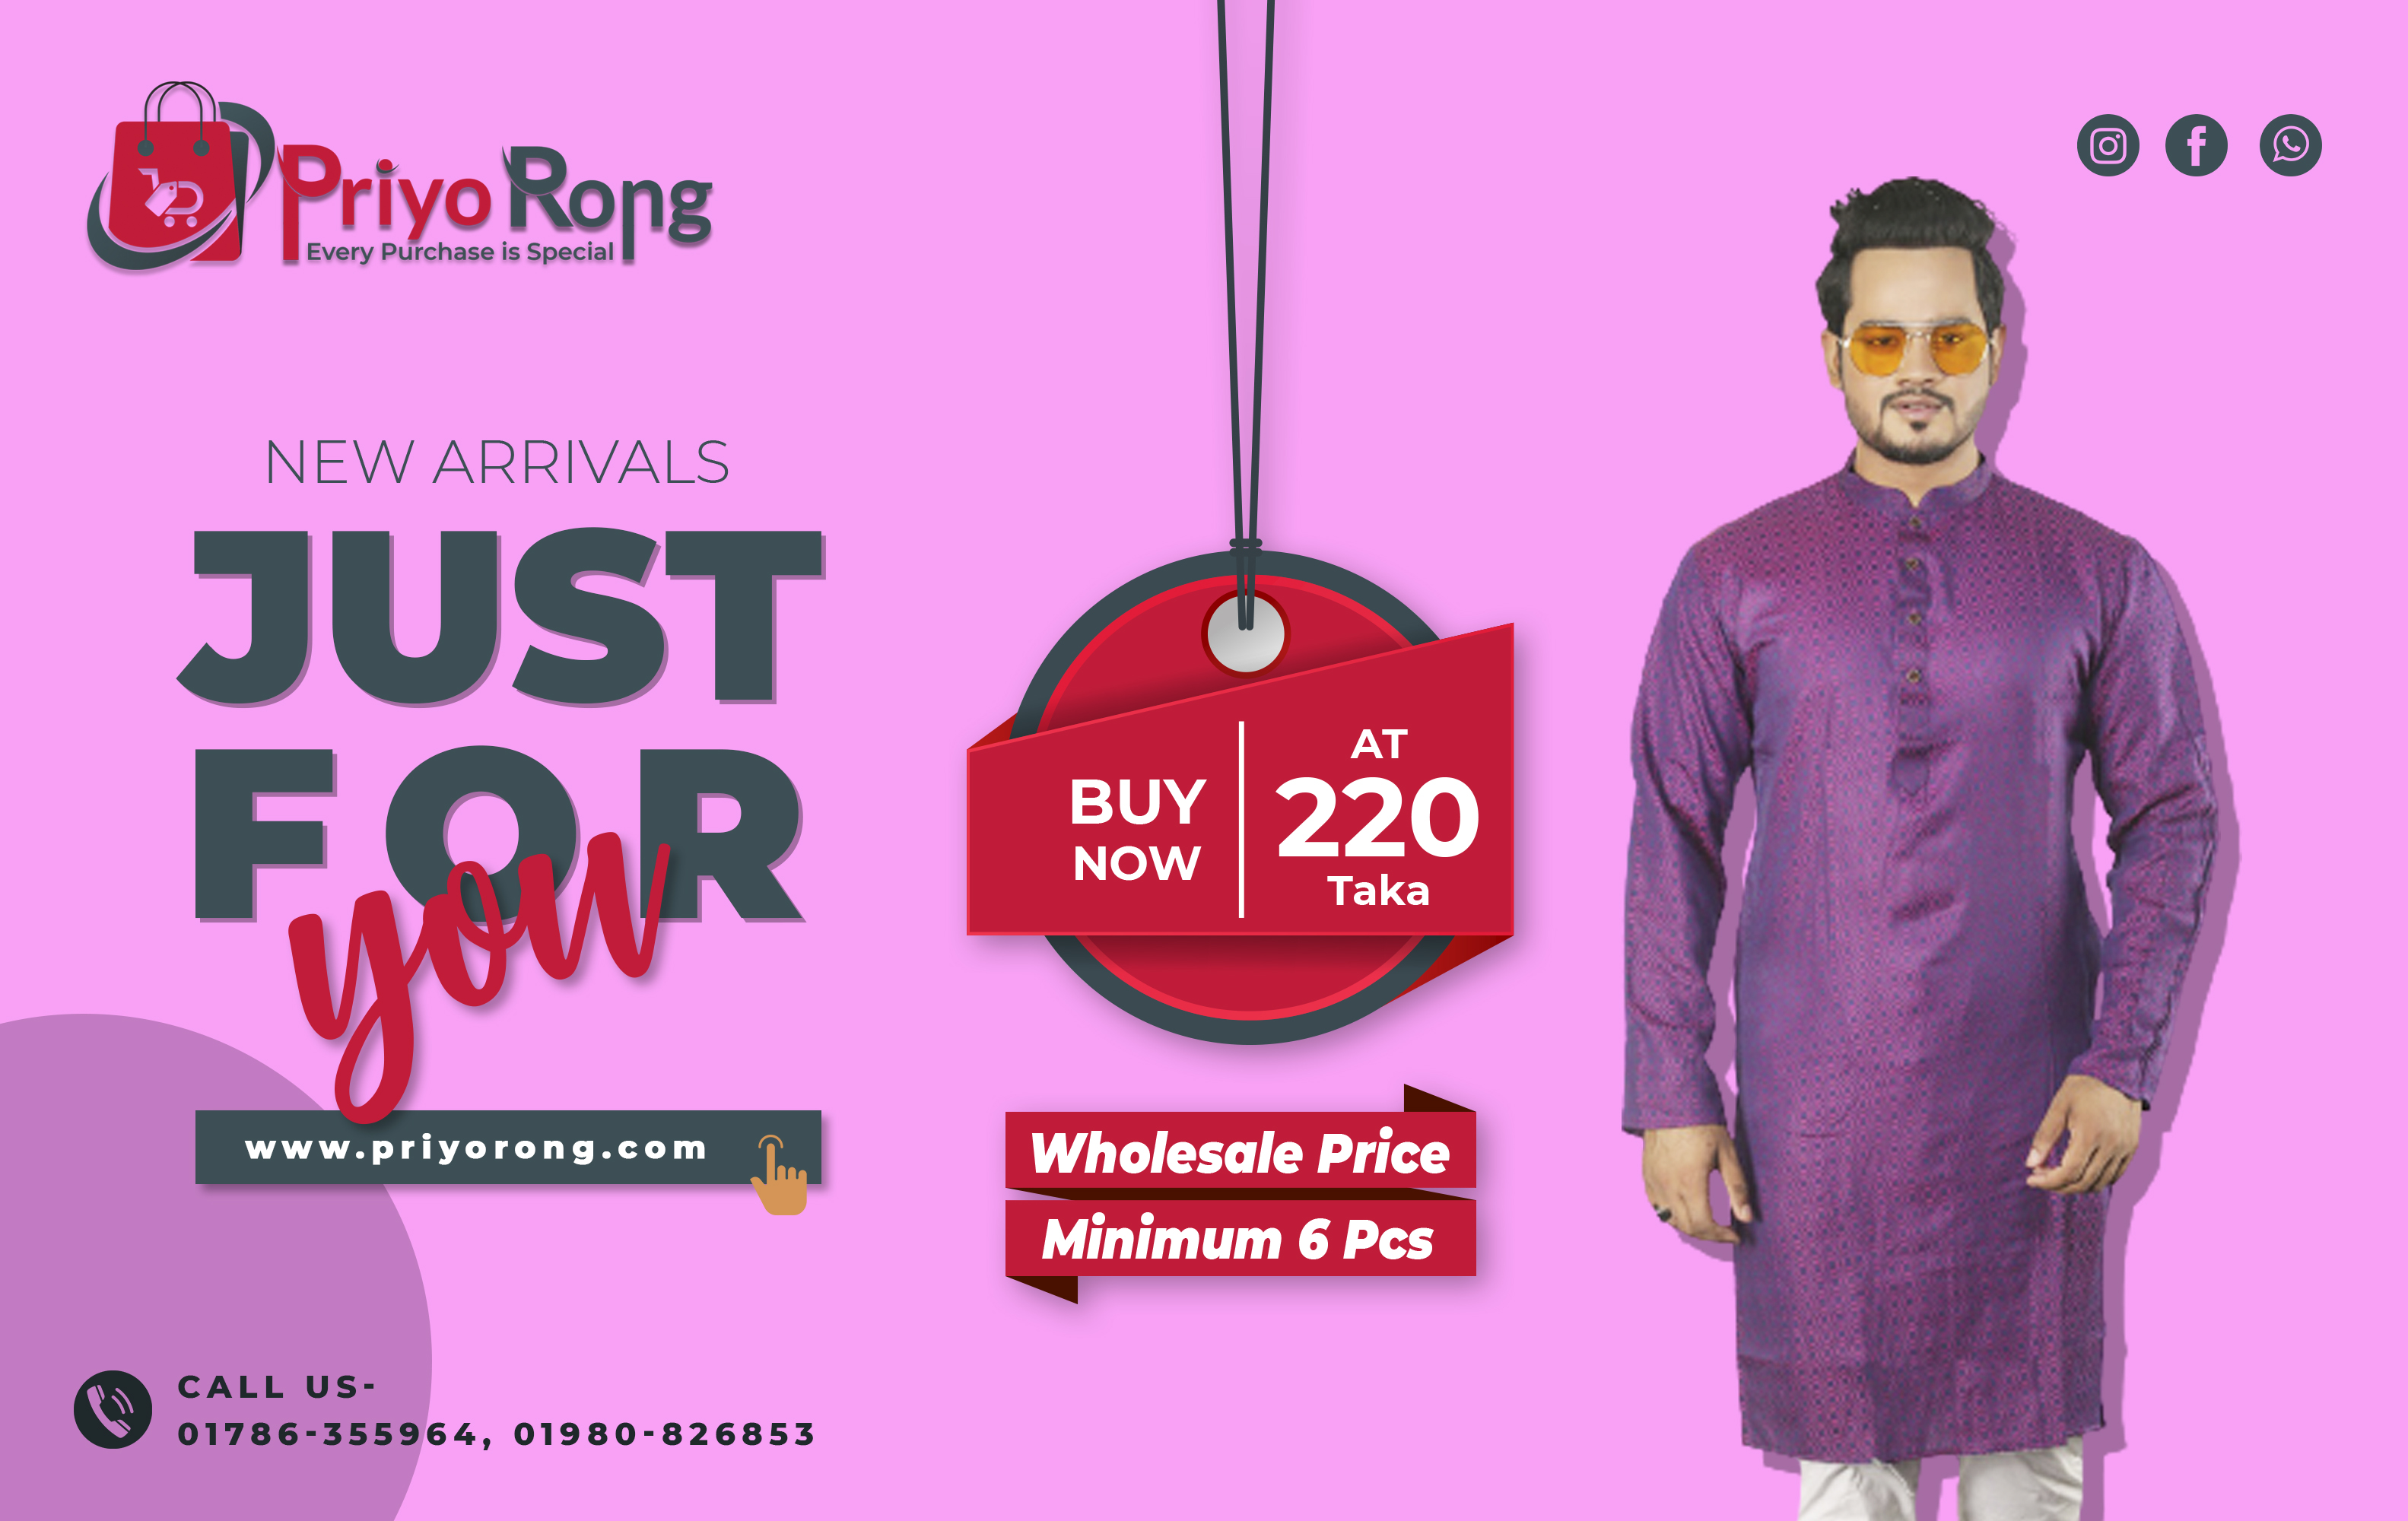 Priyo Rong
Every Purchase is Special
NEW ARRIVALS
JUST
FOR
you
www.priyorong.com
CALL US-
01786-355964, 01980-826853
BUY
NOW
AT
220
Taka
Wholesale Price
Minimum 6 Pcs